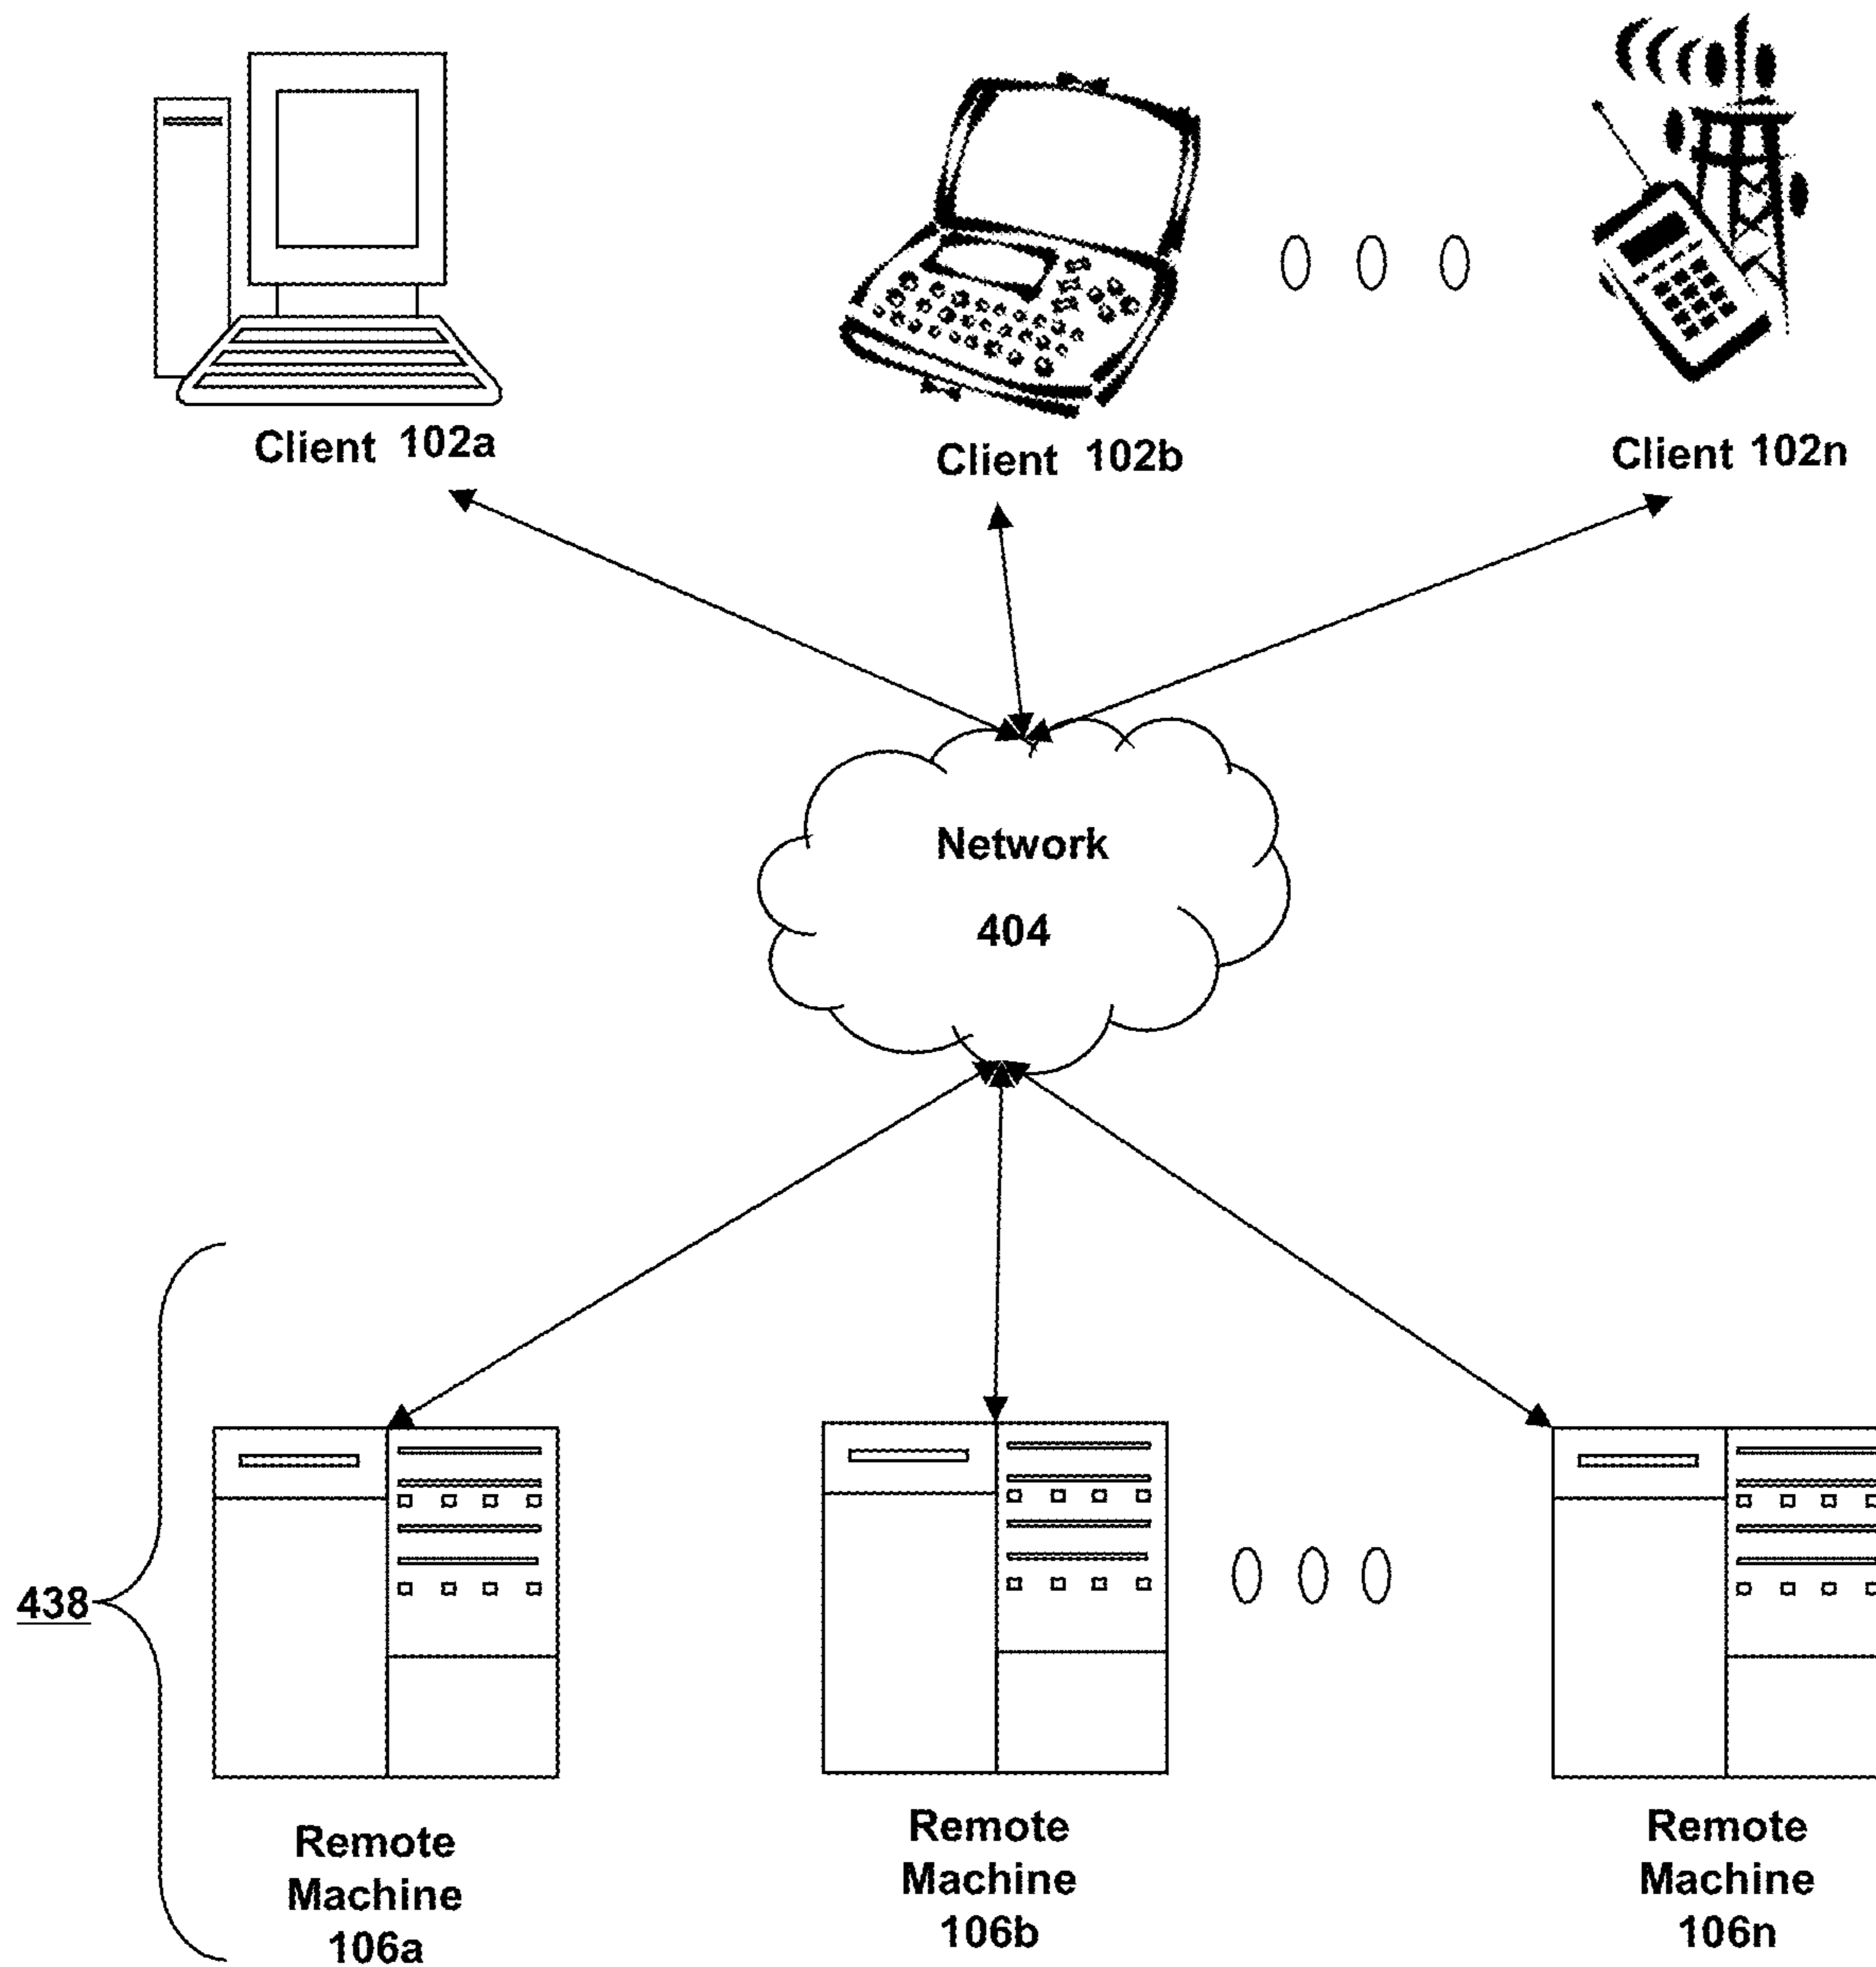 Client 102a
Client 102b
Client 102n
Network
404
438
Remote
Machine
106a
Remote
Machine
106b
Remote
Machine
106n